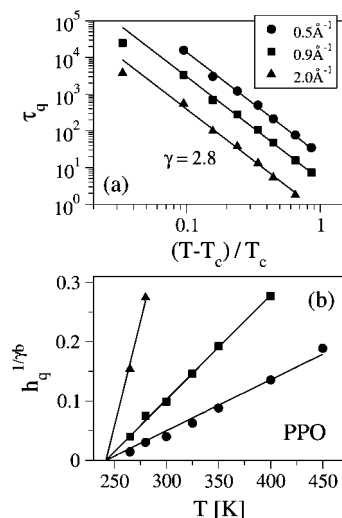 10^5
10^4
10^3
10^2
10^1
10^0
τ_q
0.5Å^-1
0.9Å^-1
2.0Å^-1
γ = 2.8
(a)
0.1 1
(T-T_c) / T_c
0.3
0.2
0.1
0
h_q^1/γb
(b)
PPO
250 300 350 400 450
T [K]